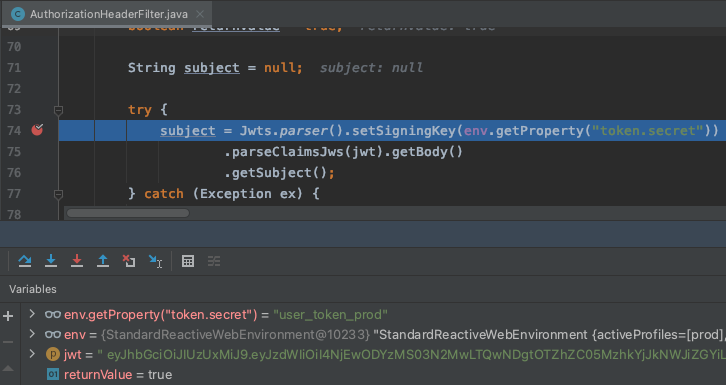 AuthorizationHeaderFilter.java
69 boolean returnValue = true; returnValue: true
70
71 String subject = null; subject: null
72
73 try {
74 subject = Jwts.parser().setSigningKey(env.getProperty("token.secret"))
75 .parseClaimsJws(jwt).getBody()
76 .getSubject();
77 } catch (Exception ex) {
78
Variables
env.getProperty("token.secret") = "user_token_prod"
env = {StandardReactiveWebEnvironment@10233} "StandardReactiveWebEnvironment {activeProfiles=[prod],
jwt = " eyJhbGciOiJIUzUxMiJ9.eyJzdWIiOiI4NjEwODYzMS03N2MwLTQwNDgtOTZhZC05MzhkYjJkNWJiZGYiL
returnValue = true